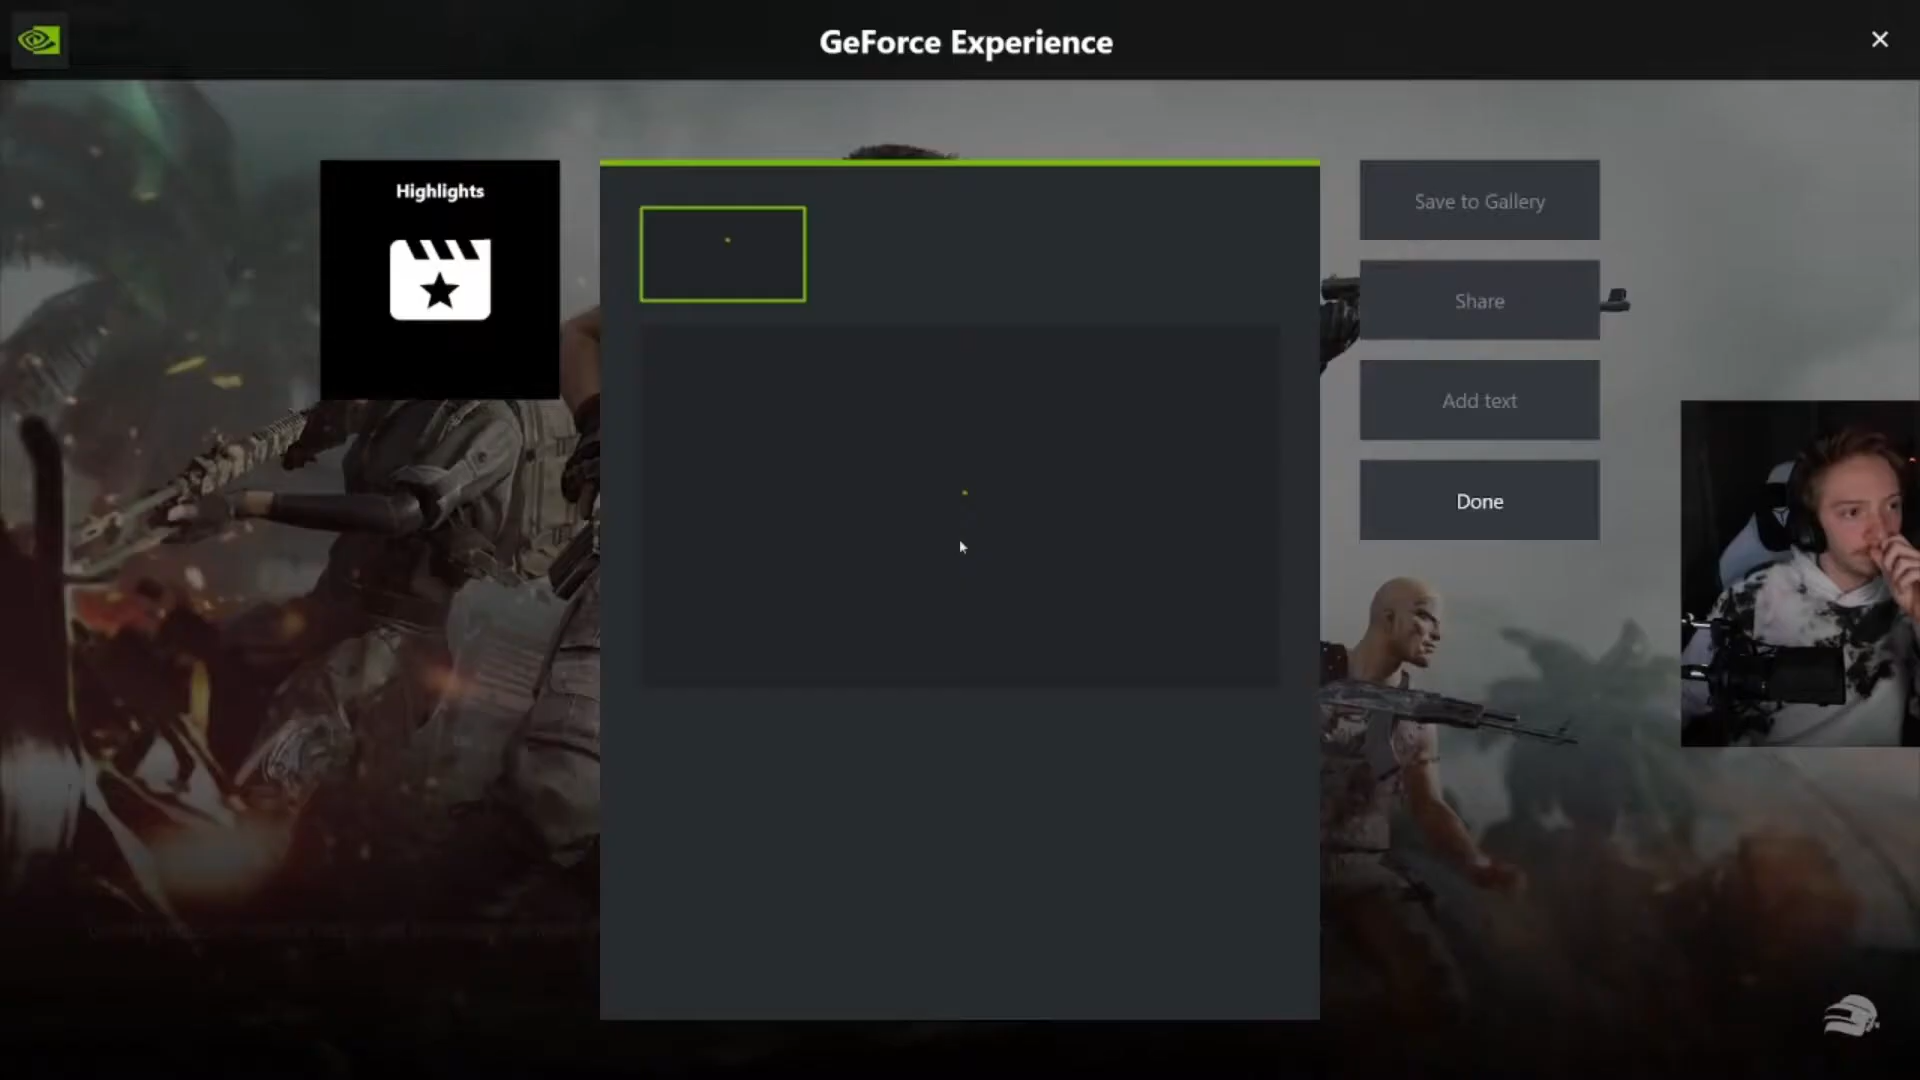 GeForce Experience
Highlights
Save to Gallery
Share
Add text
Done